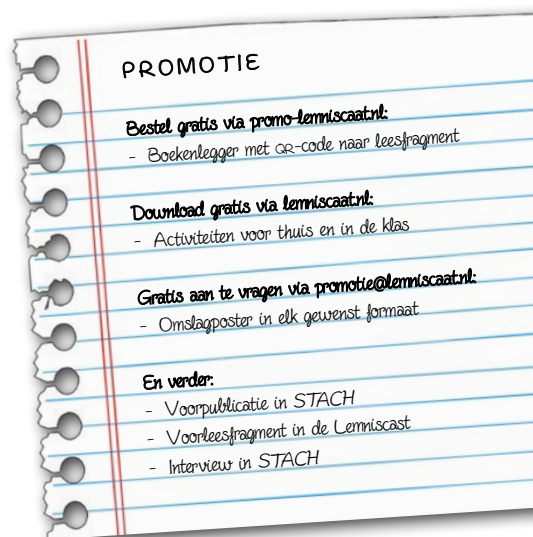 PROMOTIE
Bestel gratis via promo-lemniscaat.nl:
- Boekenlegger met QR-code naar leesfragment
Download gratis via lemniscaat.nl:
- Activiteiten voor thuis en in de klas
Gratis aan te vragen via promotie@lemniscaat.nl:
- Omslagposter in elk gewenst formaat
En verder:
- Voorpublicatie in STACH
- Voorleesfragment in de Lemniscast
- Interview in STACH